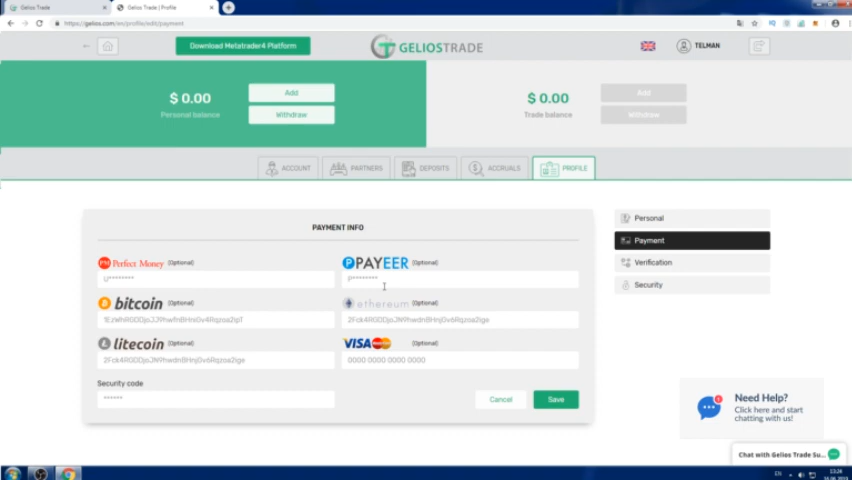 Gelios Trade
Gelios Trade | Profile
https://gelios.com/en/profile/edit/payment
Download Metatrader4 Platform
GELIOSTRADE
TELMAN
$ 0.00
Personal balance
Add
Withdraw
$ 0.00
Trade balance
Add
Withdraw
ACCOUNT
PARTNERS
DEPOSITS
ACCRUALS
PROFILE
PAYMENT INFO
PM Perfect Money (Optional)
U********
PAYEER (Optional)
P********
bitcoin (Optional)
ethereum (Optional)
litecoin (Optional)
VISA (Optional)
0000 0000 0000 0000
Security code
******
Cancel
Save
Personal
Payment
Verification
Security
Need Help?
Click here and start
chatting with us!
Chat with Gelios Trade Su...
EN
13:24